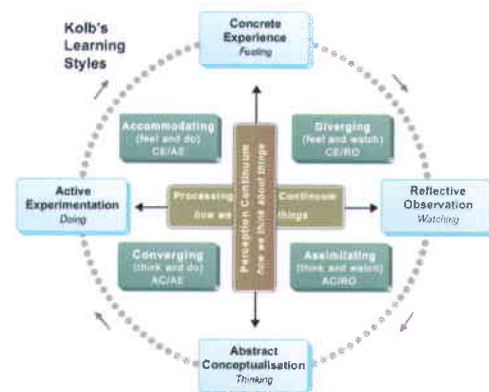 Kolb's
Learning
Styles
Concrete
Experience
Feeling
Accommodating
(feel and do)
CE/AE
Diverging
(feel and watch)
CE/RO
Active
Experimentation
Doing
Processing Continuum
how we things
Perception Continuum
how we think about things
Reflective
Observation
Watching
Converging
(think and do)
AC/AE
Assimilating
(think and watch)
AC/RO
Abstract
Conceptualisation
Thinking